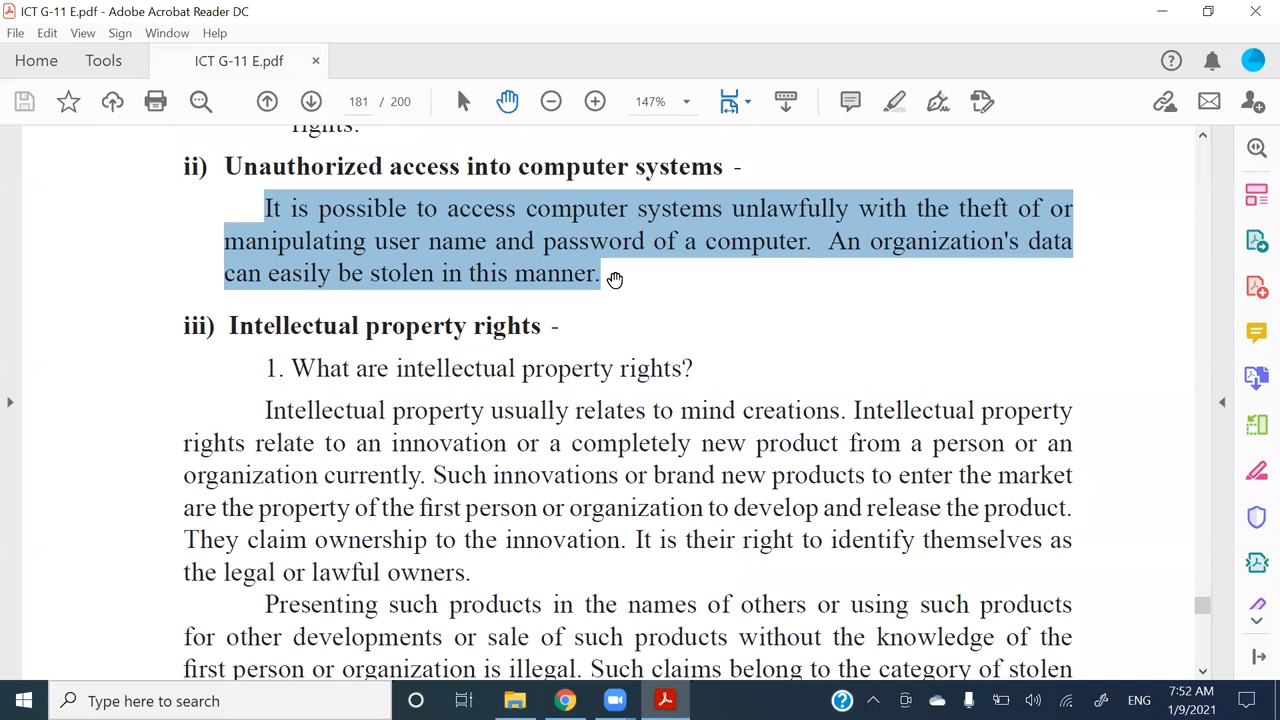 ICT G-11 E.pdf - Adobe Acrobat Reader DC
File Edit View Sign Window Help
Home Tools ICT G-11 E.pdf ×
181 / 200 147%
rights.
ii) Unauthorized access into computer systems -
It is possible to access computer systems unlawfully with the theft of or
manipulating user name and password of a computer. An organization's data
can easily be stolen in this manner.
iii) Intellectual property rights -
1. What are intellectual property rights?
Intellectual property usually relates to mind creations. Intellectual property
rights relate to an innovation or a completely new product from a person or an
organization currently. Such innovations or brand new products to enter the market
are the property of the first person or organization to develop and release the product.
They claim ownership to the innovation. It is their right to identify themselves as
the legal or lawful owners.
Presenting such products in the names of others or using such products
for other developments or sale of such products without the knowledge of the
first person or organization is illegal. Such claims belong to the category of stolen
Type here to search
ENG
7:52 AM
1/9/2021